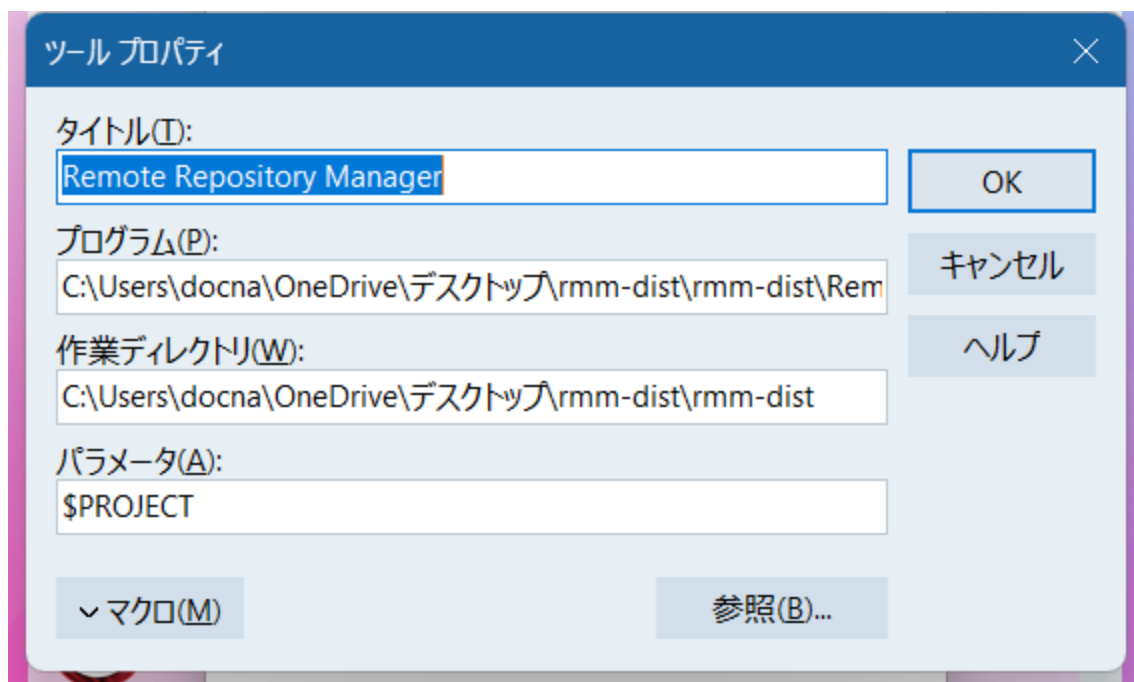 ツール プロパティ
タイトル(T):
Remote Repository Manager
OK
プログラム(P):
C:\Users\docna\OneDrive\デスクトップ\rmm-dist\rmm-dist\Rem
キャンセル
作業ディレクトリ(W):
ヘルプ
C:\Users\docna\OneDrive\デスクトップ\rmm-dist\rmm-dist
パラメータ(A):
$PROJECT
マクロ(M)
参照(B)...